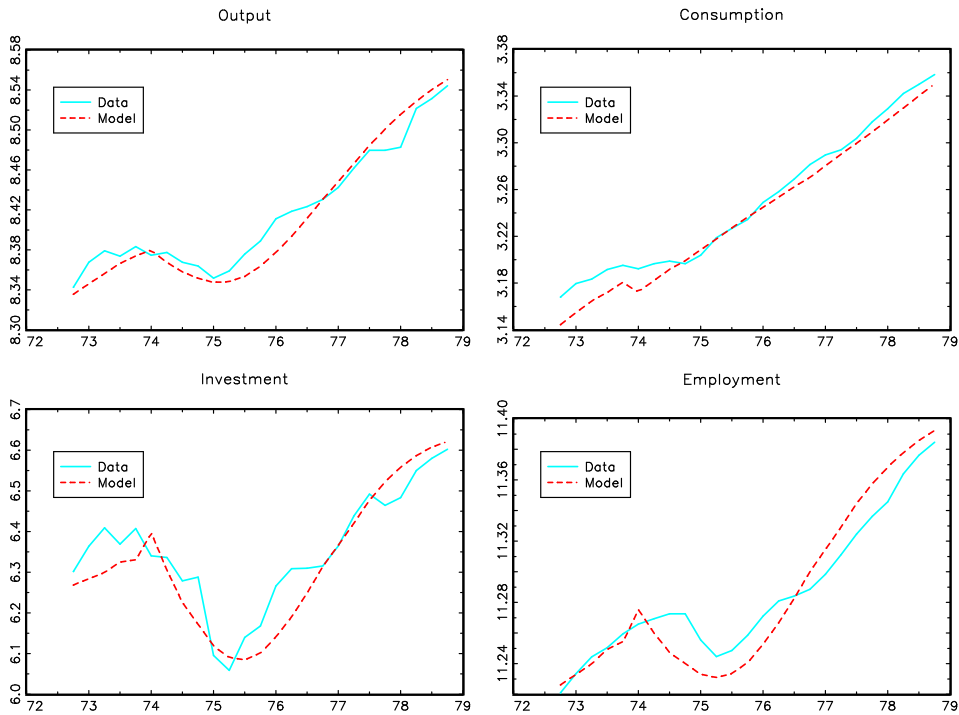 Output
8.58
8.54
8.50
8.46
8.42
8.38
8.34
8.30
Data
Model
72 73 74 75 76 77 78 79
Consumption
3.38
3.34
3.30
3.26
3.22
3.18
3.14
Data
Model
72 73 74 75 76 77 78 79
Investment
6.7
6.6
6.5
6.4
6.3
6.2
6.1
6.0
Data
Model
72 73 74 75 76 77 78 79
Employment
11.40
11.36
11.32
11.28
11.24
Data
Model
72 73 74 75 76 77 78 79